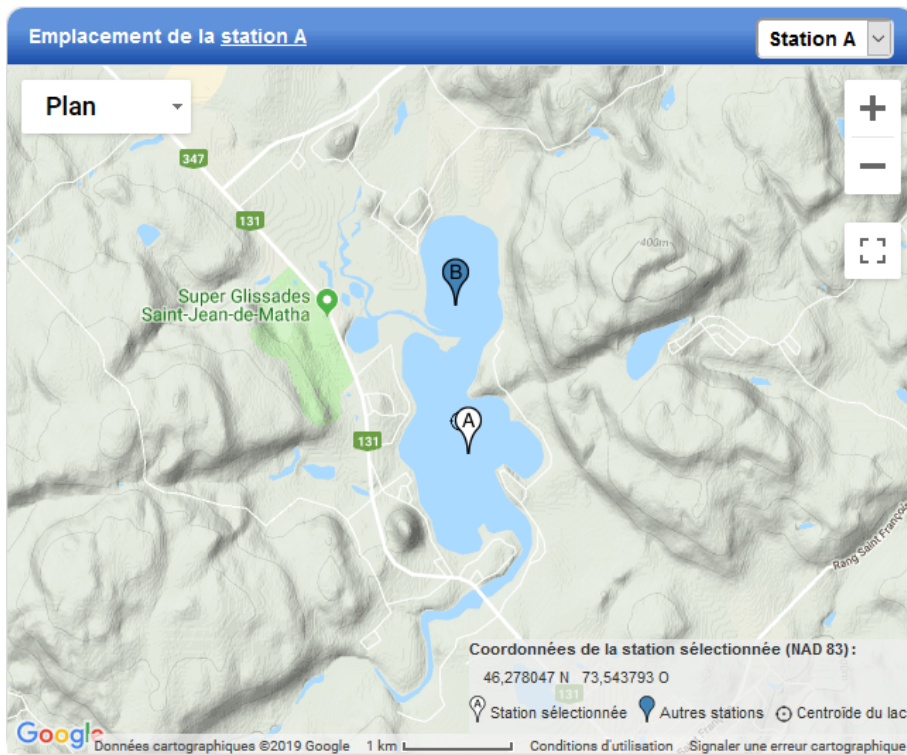 Emplacement de la station A
Station A
Plan
347
131
400m
B
Super Glissades
Saint-Jean-de-Matha
A
131
Rang Saint François
Coordonnées de la station sélectionnée (NAD 83):
46,278047 N 73,543793 O
131
A Station sélectionnée Autres stations Centroïde du lac
Google Données cartographiques ©2019 Google 1 km Conditions d'utilisation Signaler une erreur cartographique